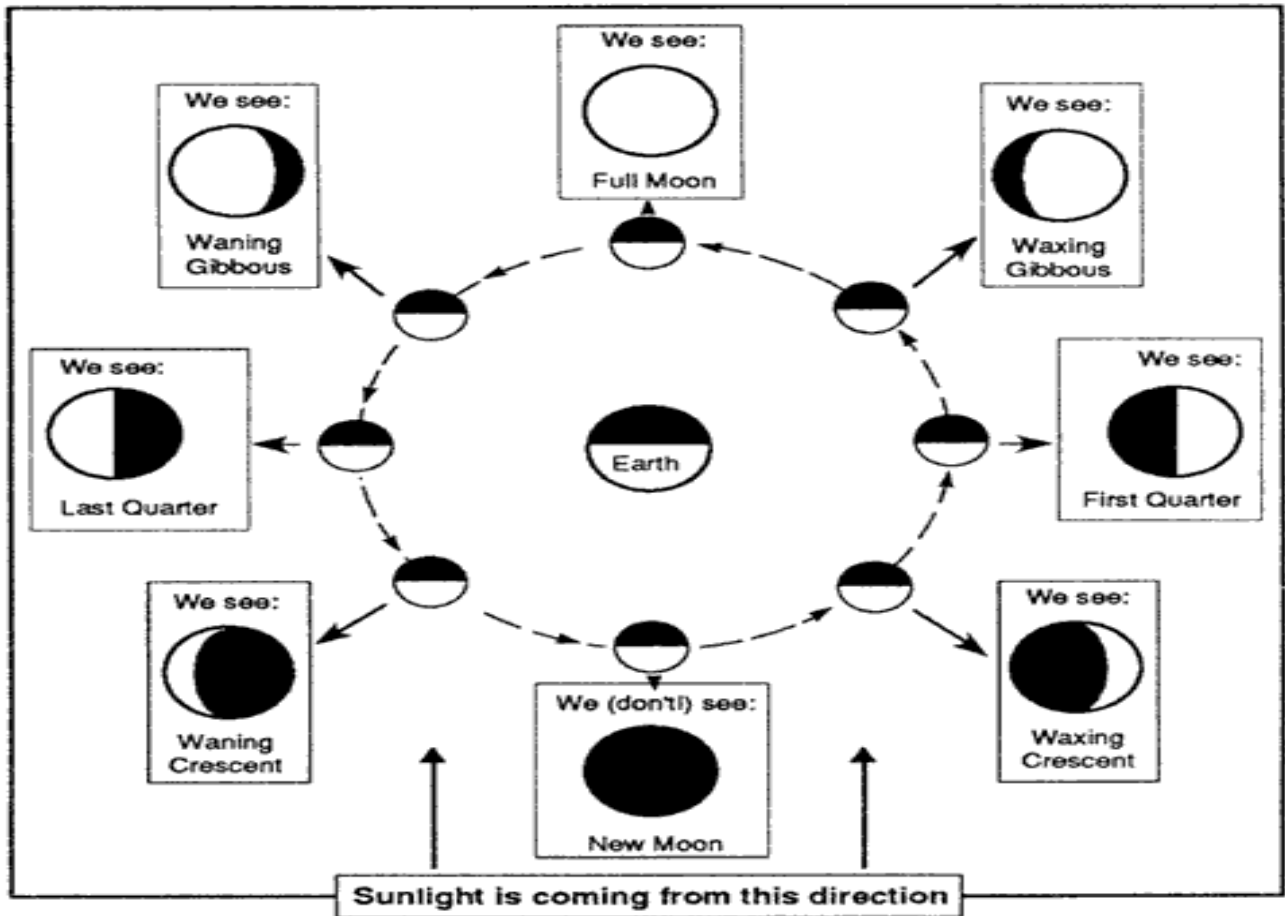 We see:
Full Moon
We see:
Waning
Gibbous
We see:
Waxing
Gibbous
We see:
Last Quarter
Earth
We see:
First Quarter
We see:
Waning
Crescent
We (don'tl) see:
New Moon
We see:
Waxing
Crescent
Sunlight is coming from this direction